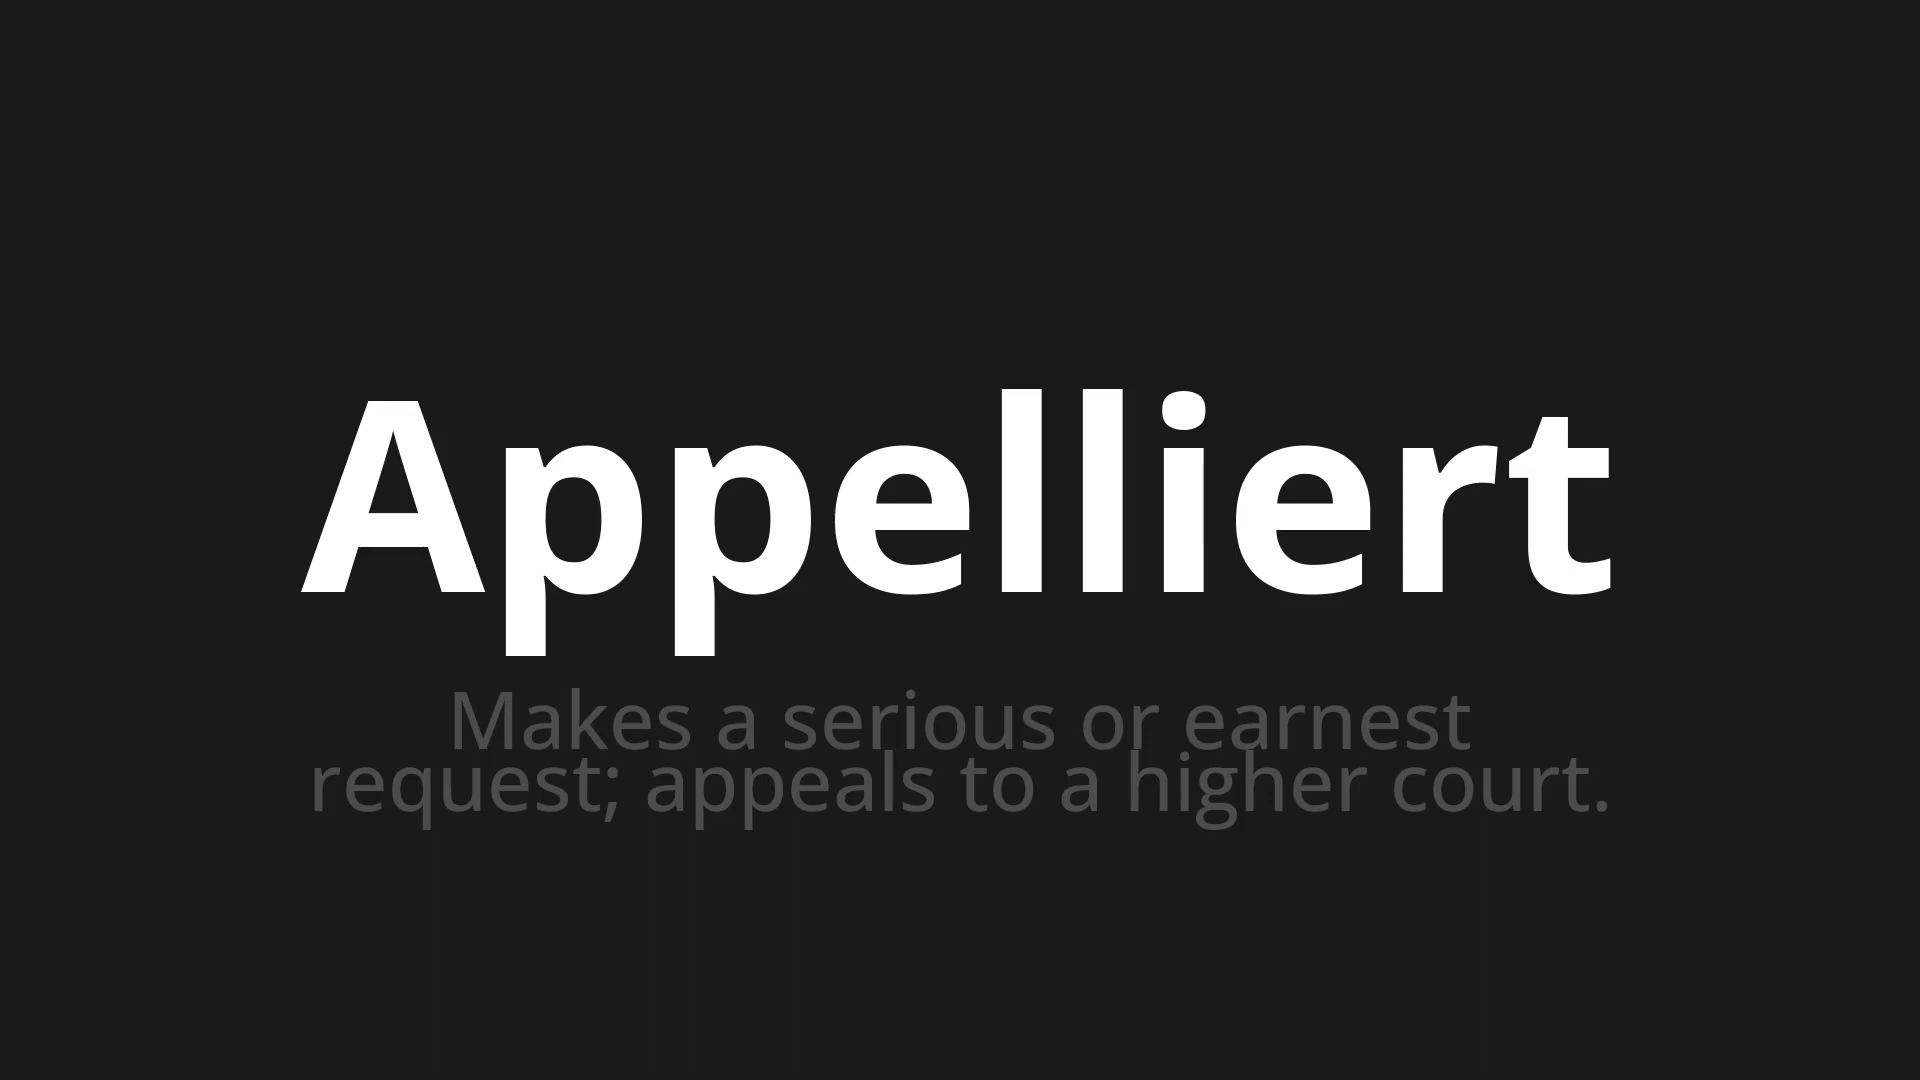 Appelliert
Makes a serious or earnest
request; appeals to a higher court.